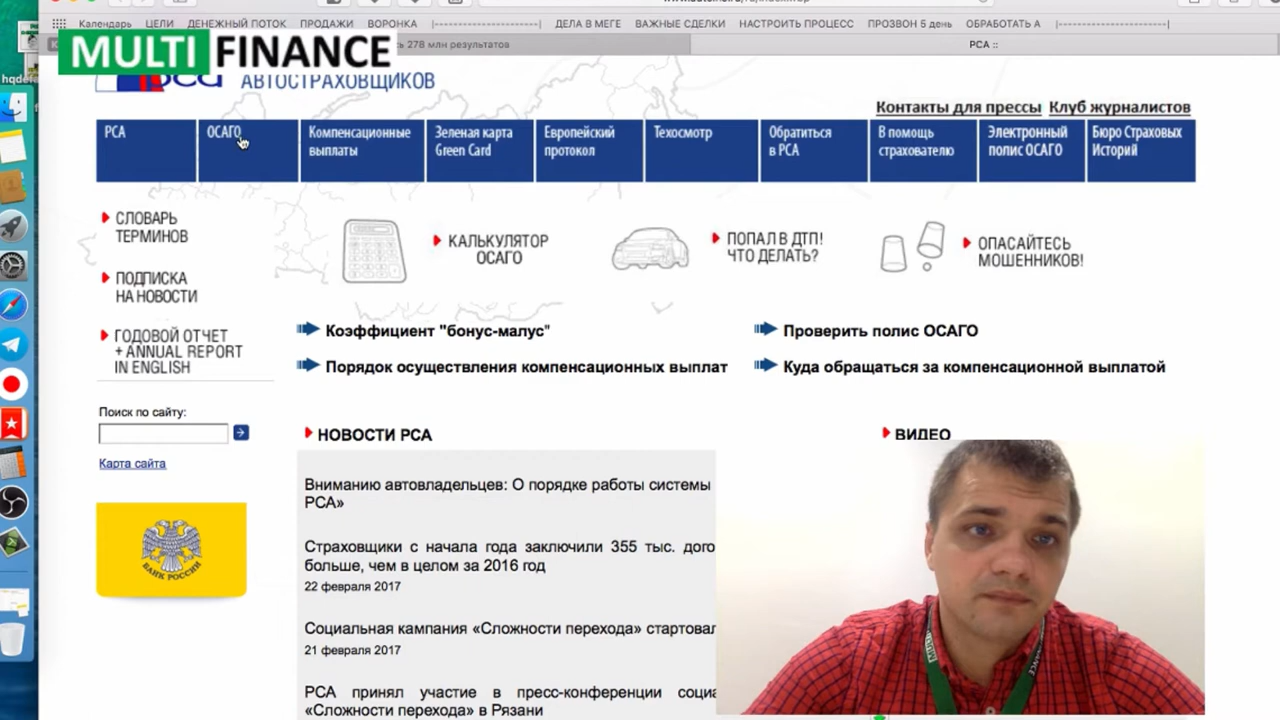 Календарь ЦЕЛИ ДЕНЕЖНЫЙ ПОТОК ПРОДАЖИ ВОРОНКА |--------------------| ДЕЛА В МЕГЕ ВАЖНЫЕ СДЕЛКИ НАСТРОИТЬ ПРОЦЕСС ПРОЗВОН 5 день ОБРАБОТАТЬ А |--------------------|
278 млн результатов
РСА ::
MULTI FINANCE
рса АВТОСТРАХОВЩИКОВ
hqdefa
Контакты для прессы Клуб журналистов
РСА
ОСАГО
Компенсационные
выплаты
Зеленая карта
Green Card
Европейский
протокол
Техосмотр
Обратиться
в РСА
В помощь
страхователю
Электронный
полис ОСАГО
Бюро Страховых
Историй
СЛОВАРЬ
ТЕРМИНОВ
ПОДПИСКА
НА НОВОСТИ
ГОДОВОЙ ОТЧЕТ
+ ANNUAL REPORT
IN ENGLISH
КАЛЬКУЛЯТОР
ОСАГО
ПОПАЛ В ДТП!
ЧТО ДЕЛАТЬ?
ОПАСАЙТЕСЬ
МОШЕННИКОВ!
Коэффициент "бонус-малус"
Проверить полис ОСАГО
Порядок осуществления компенсационных выплат
Куда обращаться за компенсационной выплатой
Поиск по сайту:
Карта сайта
БАНК РОССИИ
НОВОСТИ РСА
ВИДЕО
Вниманию автовладельцев: О порядке работы системы
РСА»
Страховщики с начала года заключили 355 тыс. дого
больше, чем в целом за 2016 год
22 февраля 2017
Социальная кампания «Сложности перехода» стартовал
21 февраля 2017
РСА принял участие в пресс-конференции социа
«Сложности перехода» в Рязани